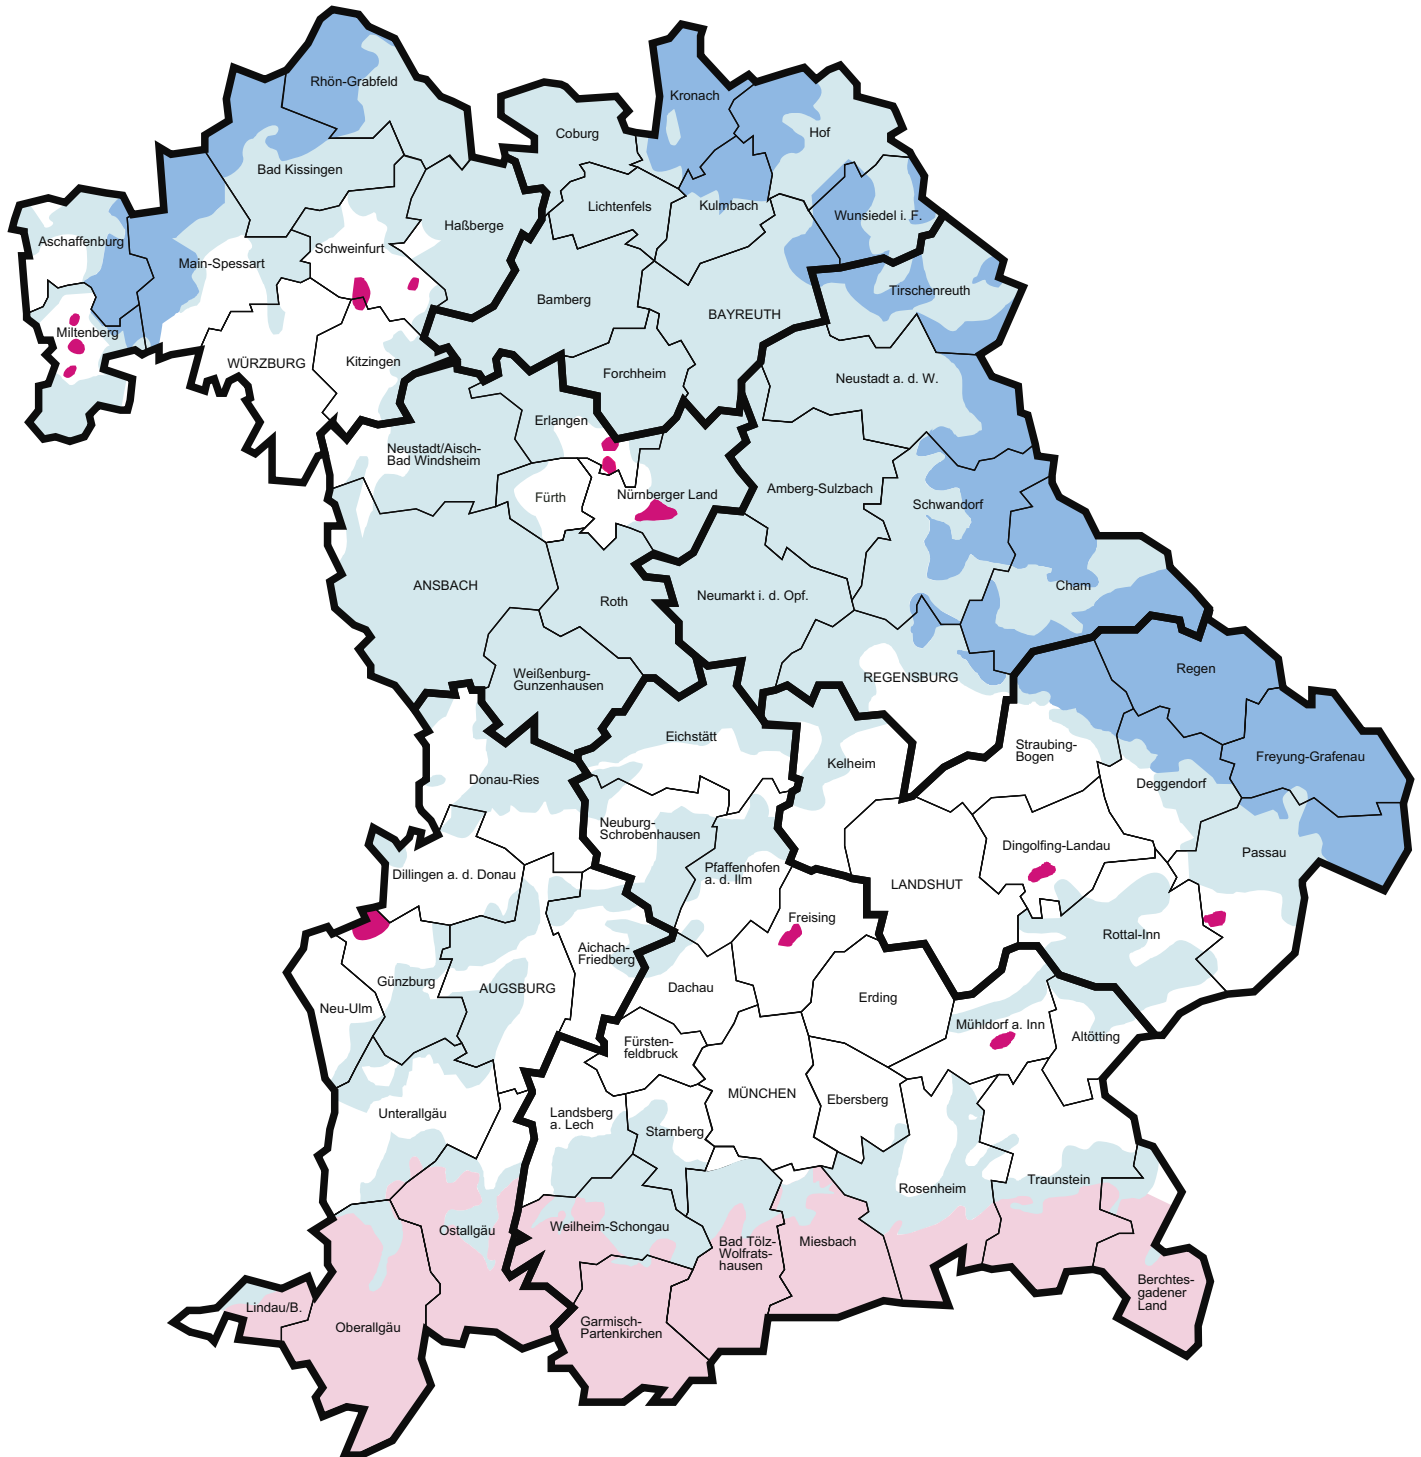 Rhön-Grabfeld
Kronach
Coburg
Hof
Bad Kissingen
Lichtenfels
Kulmbach
Wunsiedel i. F.
Haßberge
Aschaffenburg
Schweinfurt
Main-Spessart
Tirschenreuth
Bamberg
BAYREUTH
Miltenberg
WÜRZBURG
Kitzingen
Forchheim
Neustadt a. d. W.
Erlangen
Neustadt/Aisch-
Bad Windsheim
Fürth
Nürnberger Land
Amberg-Sulzbach
Schwandorf
ANSBACH
Roth
Neumarkt i. d. Opf.
Cham
Weißenburg-
Gunzenhausen
REGENSBURG
Regen
Eichstätt
Straubing-
Bogen
Freyung-Grafenau
Kelheim
Donau-Ries
Deggendorf
Neuburg-
Schrobenhausen
Dingolfing-Landau
Passau
Pfaffenhofen
a. d. Ilm
Dillingen a. d. Donau
LANDSHUT
Freising
Rottal-Inn
Aichach-
Friedberg
Günzburg
AUGSBURG
Dachau
Erding
Neu-Ulm
Mühldorf a. Inn
Altötting
Fürsten-
feldbruck
MÜNCHEN
Ebersberg
Unterallgäu
Landsberg
a. Lech
Starnberg
Traunstein
Rosenheim
Ostallgäu
Weilheim-Schongau
Bad Tölz-
Wolfrats-
hausen
Miesbach
Berchtes-
gadener
Land
Lindau/B.
Oberallgäu
Garmisch-
Partenkirchen